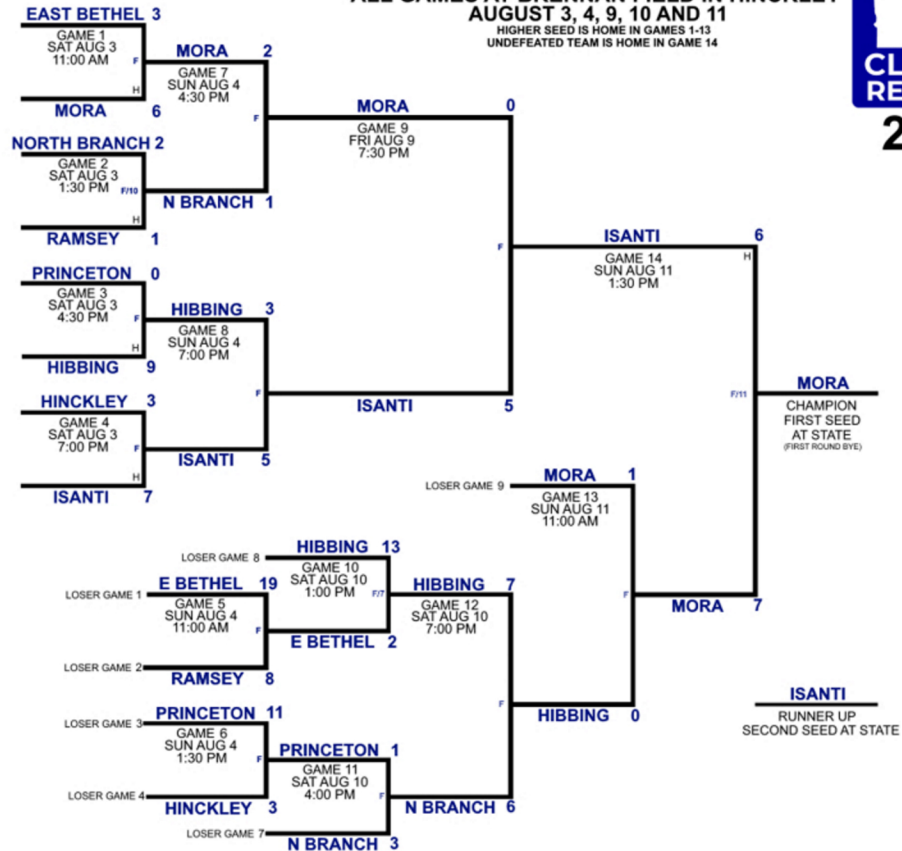 AUGUST 3, 4, 9, 10 AND 11
HIGHER SEED IS HOME IN GAMES 1-13
UNDEFEATED TEAM IS HOME IN GAME 14
CL
RE
2
EAST BETHEL 3
GAME 1
SAT AUG 3
11:00 AM
F
H
MORA 6
NORTH BRANCH 2
GAME 2
SAT AUG 3
1:30 PM
F/10
H
RAMSEY 1
PRINCETON 0
GAME 3
SAT AUG 3
4:30 PM
F
H
HIBBING 9
HINCKLEY 3
GAME 4
SAT AUG 3
7:00 PM
F
H
ISANTI 7
MORA 2
GAME 7
SUN AUG 4
4:30 PM
F
N BRANCH 1
HIBBING 3
GAME 8
SUN AUG 4
7:00 PM
F
ISANTI 5
MORA 0
GAME 9
FRI AUG 9
7:30 PM
F
ISANTI 5
ISANTI 6
H
GAME 14
SUN AUG 11
1:30 PM
F/11
MORA 7
MORA
CHAMPION
FIRST SEED
AT STATE
(FIRST ROUND BYE)
LOSER GAME 9
MORA 1
GAME 13
SUN AUG 11
11:00 AM
F
HIBBING 0
LOSER GAME 8
HIBBING 13
GAME 10
SAT AUG 10
1:00 PM
F/7
E BETHEL 2
LOSER GAME 1
E BETHEL 19
GAME 5
SUN AUG 4
11:00 AM
F
LOSER GAME 2
RAMSEY 8
HIBBING 7
GAME 12
SAT AUG 10
7:00 PM
F
N BRANCH 6
LOSER GAME 3
PRINCETON 11
GAME 6
SUN AUG 4
1:30 PM
F
LOSER GAME 4
HINCKLEY 3
PRINCETON 1
GAME 11
SAT AUG 10
4:00 PM
F
LOSER GAME 7
N BRANCH 3
ISANTI
RUNNER UP
SECOND SEED AT STATE